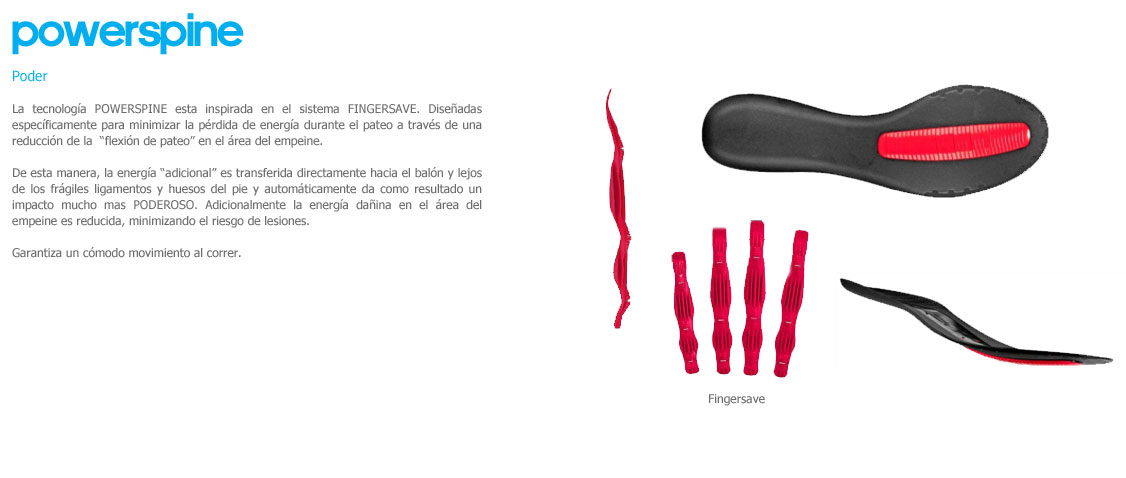 powerspine
Poder
La tecnología POWERSPINE esta inspirada en el sistema FINGERSAVE. Diseñadas
específicamente para minimizar la pérdida de energía durante el pateo a través de una
reducción de la “flexión de pateo” en el área del empeine.
De esta manera, la energía “adicional” es transferida directamente hacia el balón y lejos
de los frágiles ligamentos y huesos del pie y automáticamente da como resultado un
impacto mucho mas PODEROSO. Adicionalmente la energía dañina en el área del
empeine es reducida, minimizando el riesgo de lesiones.
Garantiza un cómodo movimiento al correr.
Fingersave